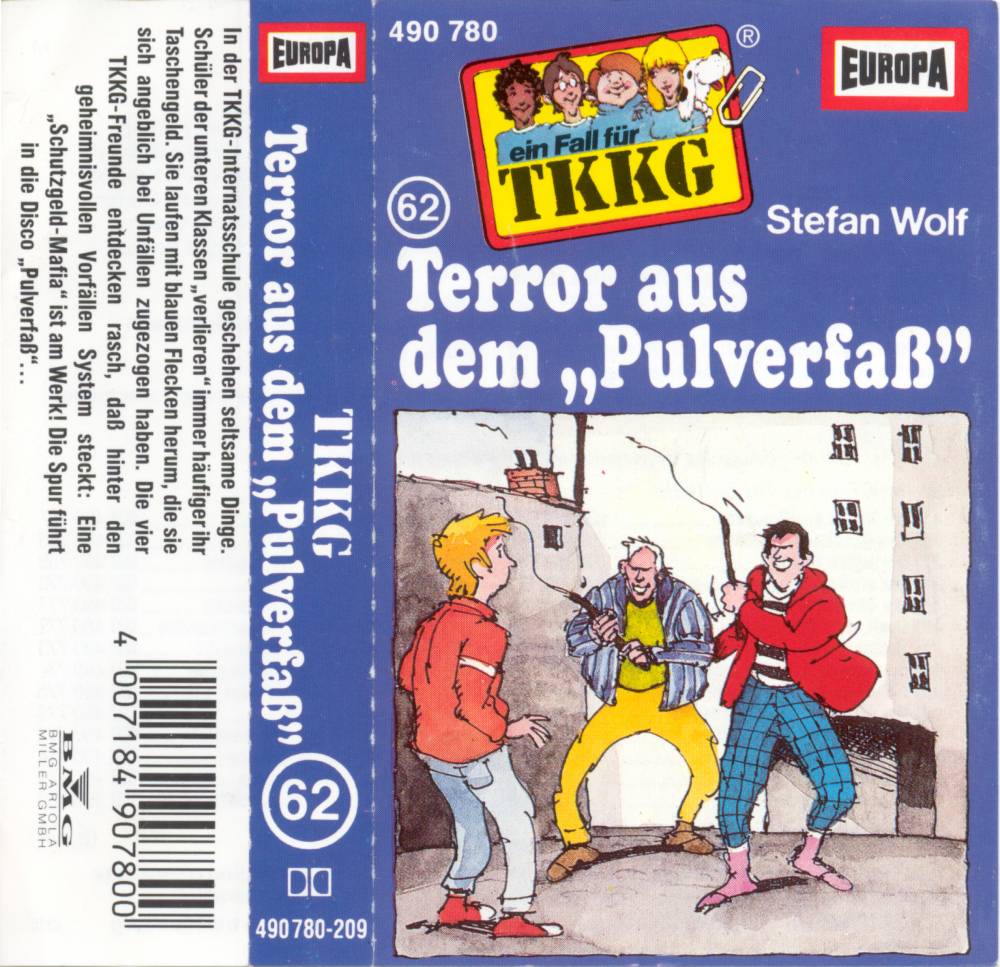 In der TKKG-Internatsschule geschehen seltsame Dinge.
Schüler der unteren Klassen „verlieren“ immer häufiger ihr
Taschengeld. Sie laufen mit blauen Flecken herum, die sie
sich angeblich bei Unfällen zugezogen haben. Die vier
TKKG-Freunde entdecken rasch, daß hinter den
geheimnisvollen Vorfällen System steckt: Eine
„Schutzgeld-Mafia“ ist am Werk! Die Spur führt
in die Disco „Pulverfaß“...
4 007184 907800
BMG
BMG ARIOLA
MILLER GMBH
EUROPA
TKKG
Terror aus dem „Pulverfaß”
62
490 780-209
490 780
®
EUROPA
ein Fall für
TKKG
62
Stefan Wolf
Terror aus
dem „Pulverfaß”